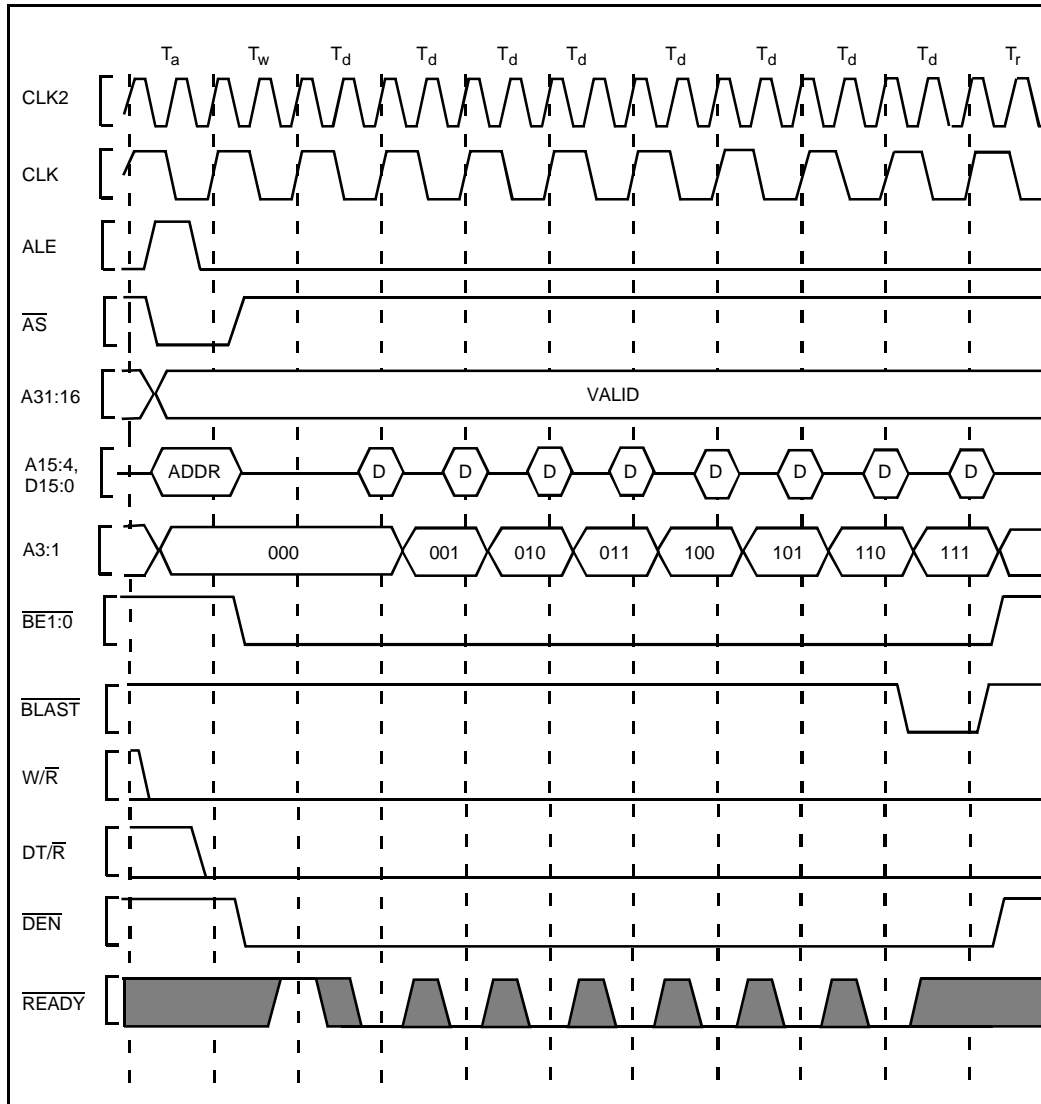 Ta Tw Td Td Td Td Td Td Td Td Tr
CLK2
CLK
ALE
AS
A31:16 VALID
A15:4,
D15:0 ADDR D D D D D D D D
A3:1 000 001 010 011 100 101 110 111
BE1:0
BLAST
W/R
DT/R
DEN
READY